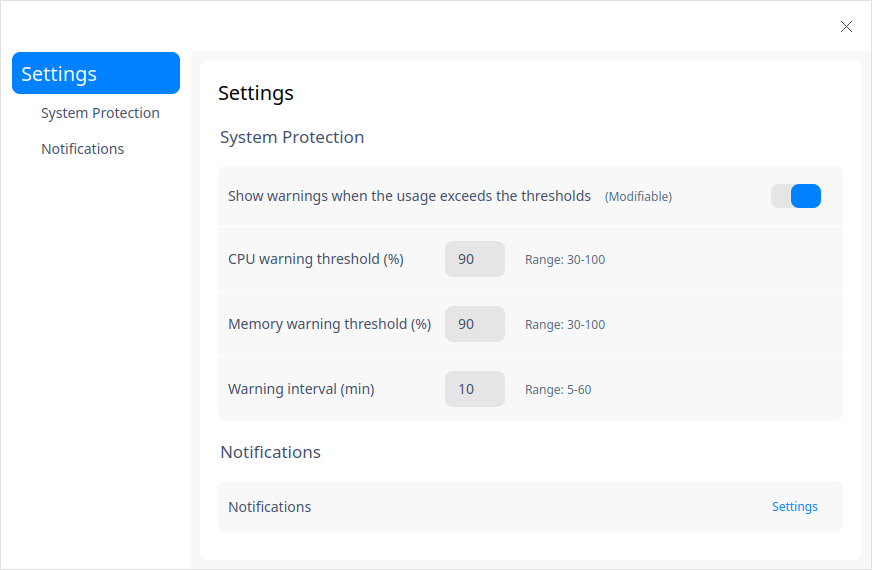 Settings
System Protection
Notifications
Settings
System Protection
Show warnings when the usage exceeds the thresholds (Modifiable)
CPU warning threshold (%) 90 Range: 30-100
Memory warning threshold (%) 90 Range: 30-100
Warning interval (min) 10 Range: 5-60
Notifications
Notifications Settings